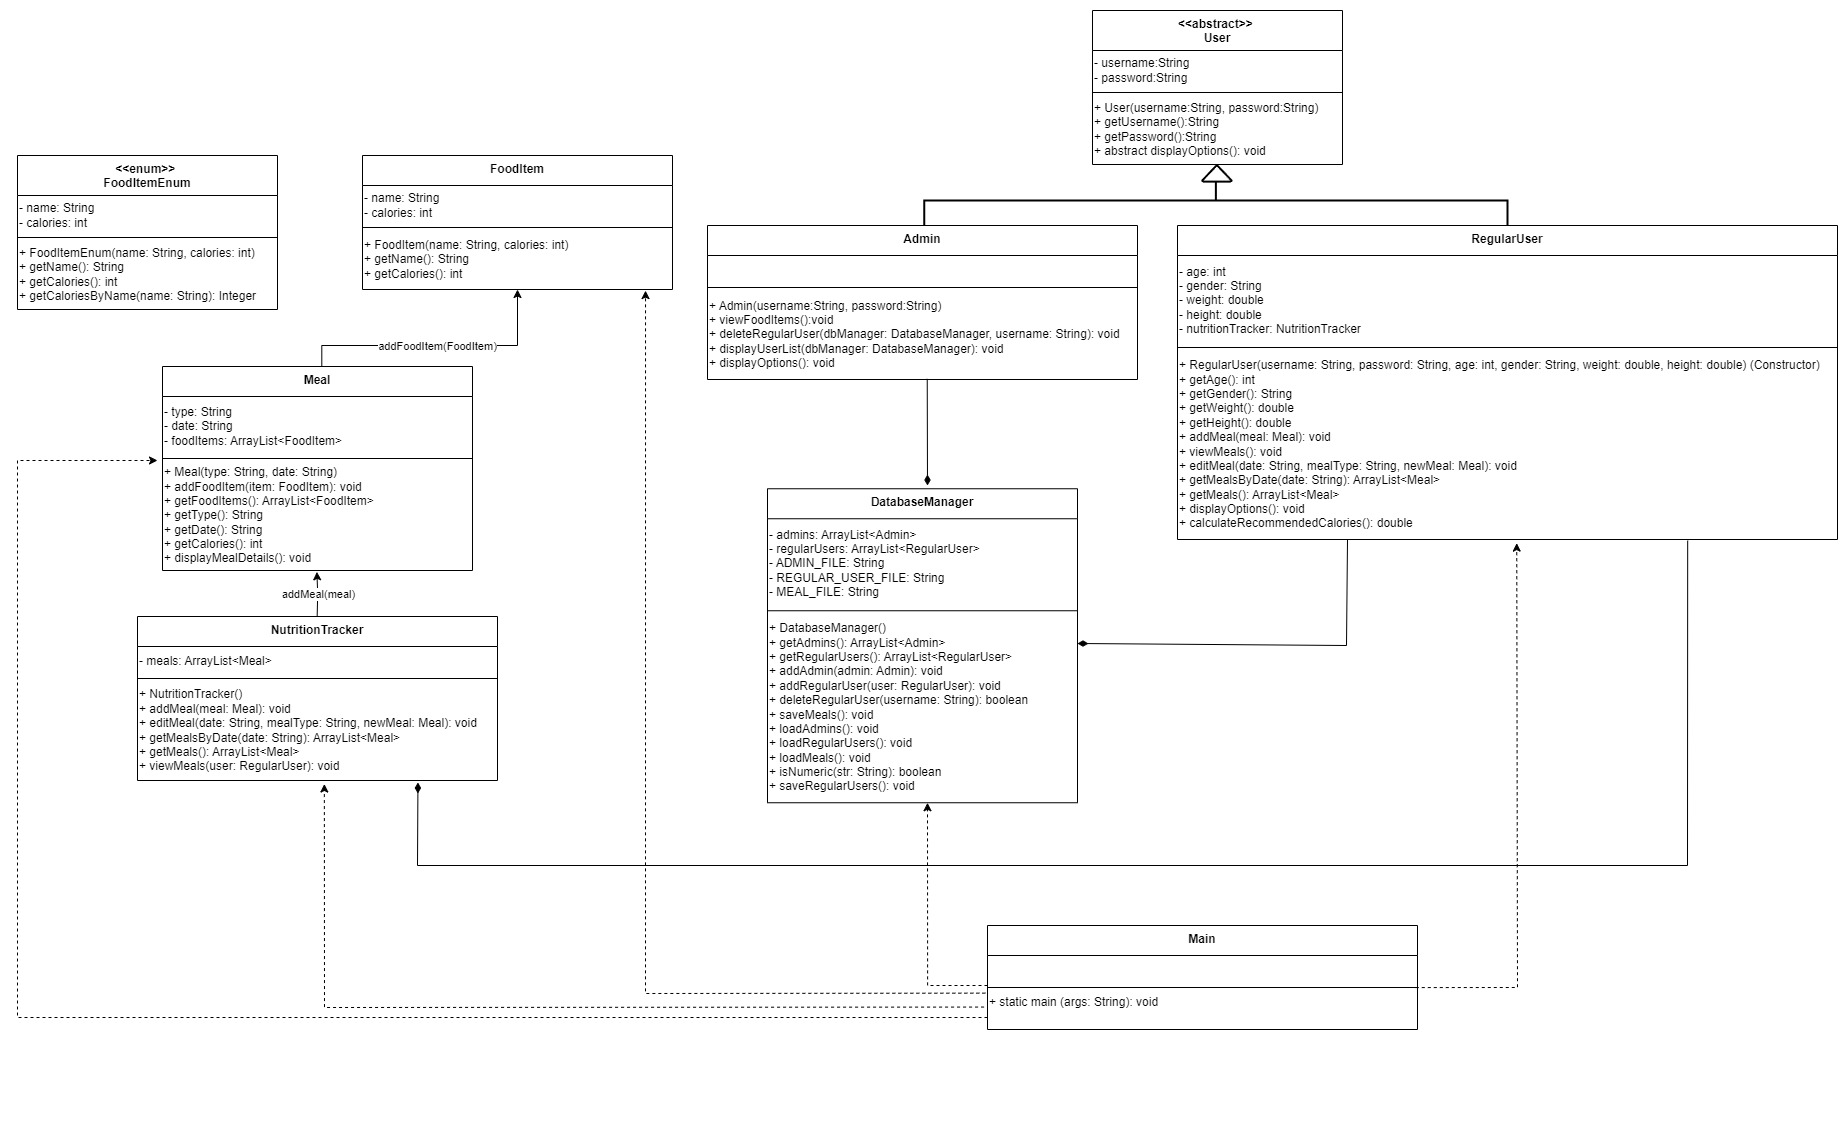 <<abstract>>
User
- username:String
- password:String
+ User(username:String, password:String)
+ getUsername():String
+ getPassword():String
+ abstract displayOptions(): void
<<enum>>
FoodItemEnum
- name: String
- calories: int
+ FoodItemEnum(name: String, calories: int)
+ getName(): String
+ getCalories(): int
+ getCaloriesByName(name: String): Integer
FoodItem
- name: String
- calories: int
+ FoodItem(name: String, calories: int)
+ getName(): String
+ getCalories(): int
Admin
+ Admin(username:String, password:String)
+ viewFoodItems():void
+ deleteRegularUser(dbManager: DatabaseManager, username: String): void
+ displayUserList(dbManager: DatabaseManager): void
+ displayOptions(): void
RegularUser
- age: int
- gender: String
- weight: double
- height: double
- nutritionTracker: NutritionTracker
+ RegularUser(username: String, password: String, age: int, gender: String, weight: double, height: double) (Constructor)
+ getAge(): int
+ getGender(): String
+ getWeight(): double
+ getHeight(): double
+ addMeal(meal: Meal): void
+ viewMeals(): void
+ editMeal(date: String, mealType: String, newMeal: Meal): void
+ getMealsByDate(date: String): ArrayList<Meal>
+ getMeals(): ArrayList<Meal>
+ displayOptions(): void
+ calculateRecommendedCalories(): double
addFoodItem(FoodItem)
Meal
- type: String
- date: String
- foodItems: ArrayList<FoodItem>
+ Meal(type: String, date: String)
+ addFoodItem(item: FoodItem): void
+ getFoodItems(): ArrayList<FoodItem>
+ getType(): String
+ getDate(): String
+ getCalories(): int
+ displayMealDetails(): void
addMeal(meal)
NutritionTracker
- meals: ArrayList<Meal>
+ NutritionTracker()
+ addMeal(meal: Meal): void
+ editMeal(date: String, mealType: String, newMeal: Meal): void
+ getMealsByDate(date: String): ArrayList<Meal>
+ getMeals(): ArrayList<Meal>
+ viewMeals(user: RegularUser): void
DatabaseManager
- admins: ArrayList<Admin>
- regularUsers: ArrayList<RegularUser>
- ADMIN_FILE: String
- REGULAR_USER_FILE: String
- MEAL_FILE: String
+ DatabaseManager()
+ getAdmins(): ArrayList<Admin>
+ getRegularUsers(): ArrayList<RegularUser>
+ addAdmin(admin: Admin): void
+ addRegularUser(user: RegularUser): void
+ deleteRegularUser(username: String): boolean
+ saveMeals(): void
+ loadAdmins(): void
+ loadRegularUsers(): void
+ loadMeals(): void
+ isNumeric(str: String): boolean
+ saveRegularUsers(): void
Main
+ static main (args: String): void